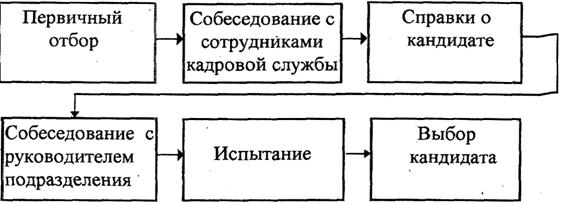 Первичный
отбор
Собеседование с
сотрудниками
кадровой службы
Справки о
кандидате
Собеседование с
руководителем
подразделения
Испытание
Выбор
кандидата